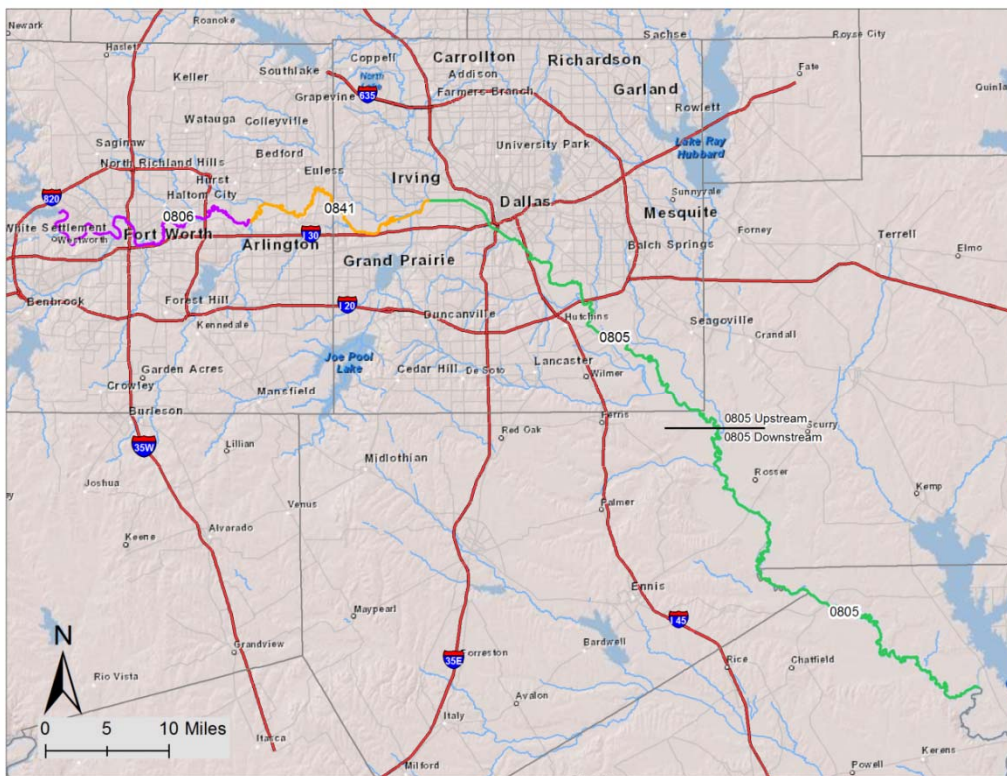 Newark
Roanoke
Sachse
Royse City
Haslet
Coppell
Carrollton
Richardson
Keller
Southlake
North
Lake
Addison
Fate
Grapevine
635
Farmers Branch
Garland
Quinla
Watauga
Colleyville
Rowlett
Saginaw
Bedford
University Park
Lake Ray
Hubbard
North Richland Hills
Hurst
Euless
Irving
820
Haltom City
Dallas
Sunnyvale
0806
0841
Mesquite
White Settlement
Westworth
Fort Worth
I 30
Arlington
Balch Springs
Forney
Terrell
Elmo
Grand Prairie
Benbrook
Forest Hill
I 20
Duncanville
Hutchins
Seagoville
Kennedale
0805
Crandall
Joe Pool
Lake
Lancaster
Garden Acres
Cedar Hill
De Soto
Wilmer
Crowley
Mansfield
Burleson
Ferris
0805 Upstream
Scurry
0805 Downstream
35W
Lillian
Red Oak
Midlothian
Rosser
Joshua
Kemp
Venus
Palmer
Alvarado
Keene
Ennis
Maypearl
0805
I 45
N
Bardwell
Grandview
35E
Forreston
Rice
Chatfield
Rio Vista
Avalon
0 5 10 Miles
Italy
Itasca
Kerens
Milford
Powell